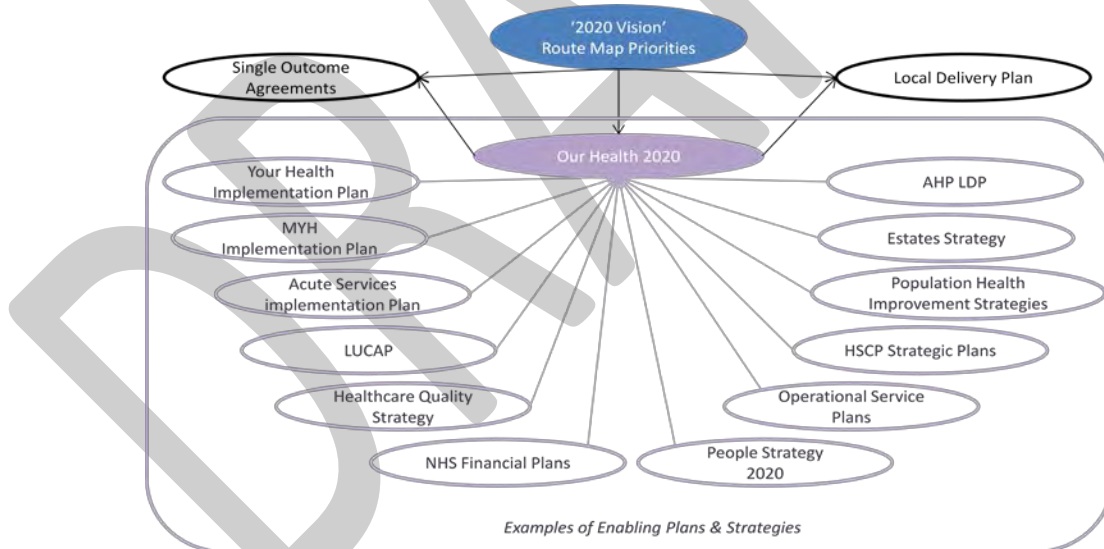 '2020 Vision'
Route Map Priorities
Single Outcome
Agreements
Local Delivery Plan
Our Health 2020
Your Health
Implementation Plan
AHP LDP
MYH
Implementation Plan
Estates Strategy
Acute Services
implementation Plan
Population Health
Improvement Strategies
LUCAP
HSCP Strategic Plans
Healthcare Quality
Strategy
Operational Service
Plans
NHS Financial Plans
People Strategy
2020
Examples of Enabling Plans & Strategies